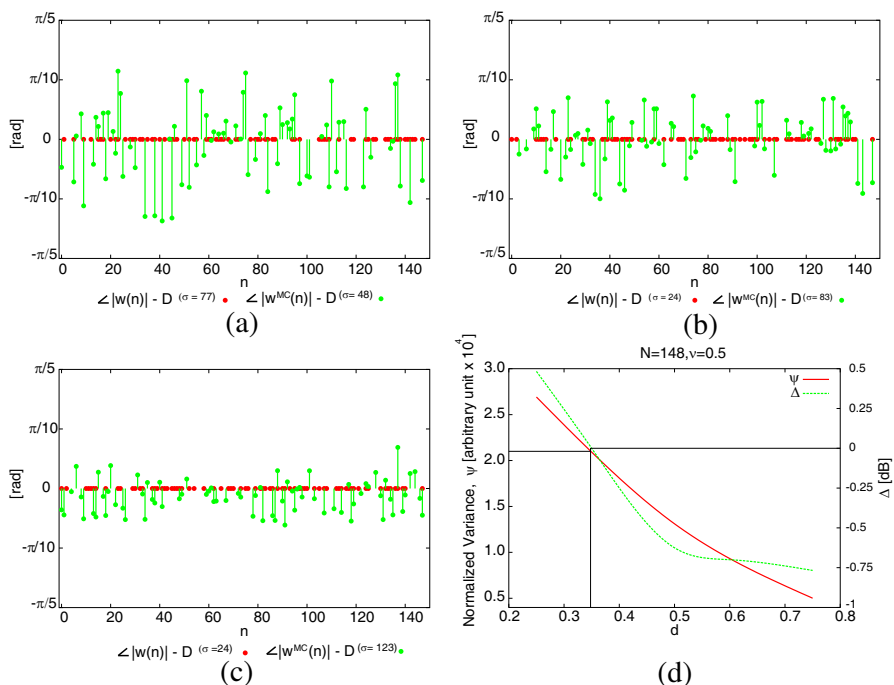 π/5
π/10
0
-π/10
-π/5
[rad]
0 20 40 60 80 100 120 140
n
∠|w(n)| - D (σ = 77) ∠|w^MC(n)| - D (σ= 48)
(a)
π/5
π/10
0
-π/10
-π/5
[rad]
0 20 40 60 80 100 120 140
n
∠|w(n)| - D (σ = 24) ∠|w^MC(n)| - D (σ= 83)
(b)
π/5
π/10
0
-π/10
-π/5
[rad]
0 20 40 60 80 100 120 140
n
∠|w(n)| - D (σ =24) ∠|w^MC(n)| - D (σ= 123)
(c)
N=148,ν=0.5
Normalized Variance, ψ [arbitrary unit x 10^4]
3.0
2.5
2.0
1.5
1.0
0.5
ψ
Δ
0.5
0.25
0
-0.25
-0.5
-0.75
-1
Δ [dB]
0.2 0.3 0.4 0.5 0.6 0.7 0.8
d
(d)